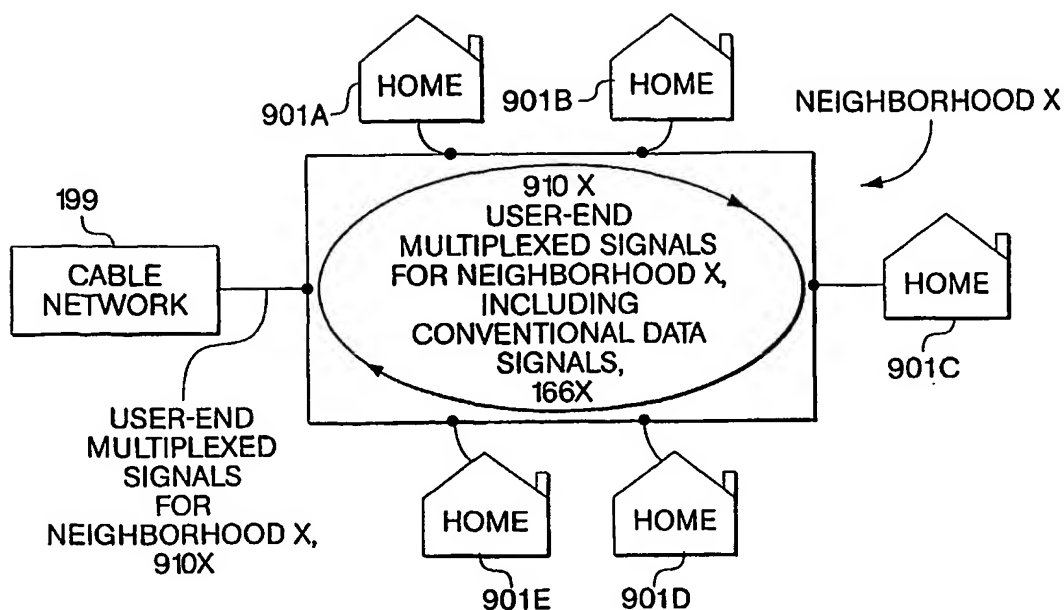 HOME
HOME
901A
901B
NEIGHBORHOOD X
199
CABLE
NETWORK
910 X
USER-END
MULTIPLEXED SIGNALS
FOR NEIGHBORHOOD X,
INCLUDING
CONVENTIONAL DATA
SIGNALS,
166X
HOME
901C
USER-END
MULTIPLEXED
SIGNALS
FOR
NEIGHBORHOOD X,
910X
HOME
HOME
901E
901D